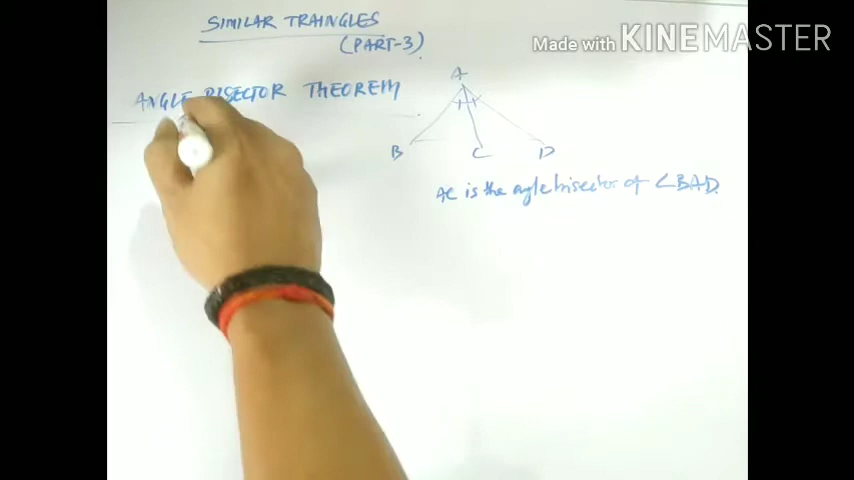 SIMILAR TRAINGLES
(PART-3)
Made with KINEMASTER
ANGLE BISECTOR THEOREM
A
B
C
D
AC is the angle bisector of ∠BAD.